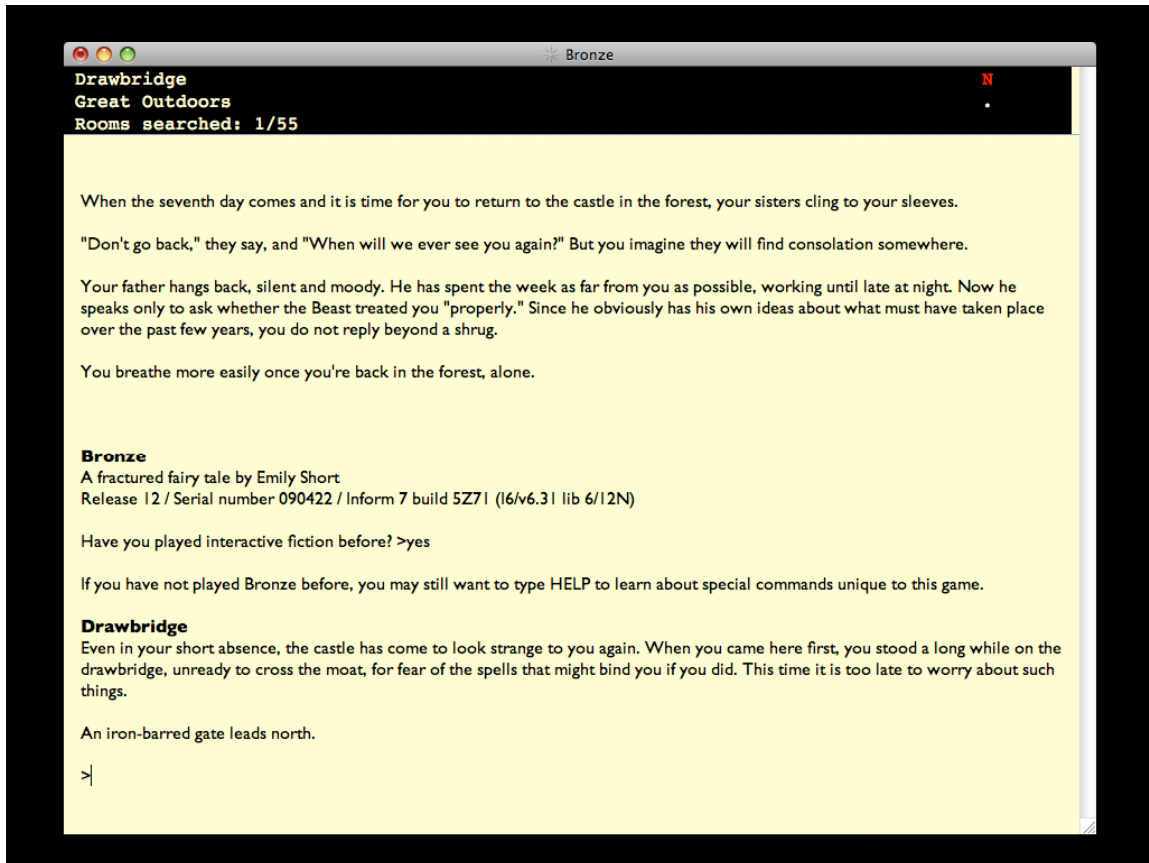 Bronze
Drawbridge N
Great Outdoors .
Rooms searched: 1/55
When the seventh day comes and it is time for you to return to the castle in the forest, your sisters cling to your sleeves.
"Don't go back," they say, and "When will we ever see you again?" But you imagine they will find consolation somewhere.
Your father hangs back, silent and moody. He has spent the week as far from you as possible, working until late at night. Now he
speaks only to ask whether the Beast treated you "properly." Since he obviously has his own ideas about what must have taken place
over the past few years, you do not reply beyond a shrug.
You breathe more easily once you're back in the forest, alone.
Bronze
A fractured fairy tale by Emily Short
Release 12 / Serial number 090422 / Inform 7 build 5Z71 (I6/v6.31 lib 6/12N)
Have you played interactive fiction before? >yes
If you have not played Bronze before, you may still want to type HELP to learn about special commands unique to this game.
Drawbridge
Even in your short absence, the castle has come to look strange to you again. When you came here first, you stood a long while on the
drawbridge, unready to cross the moat, for fear of the spells that might bind you if you did. This time it is too late to worry about such
things.
An iron-barred gate leads north.
>